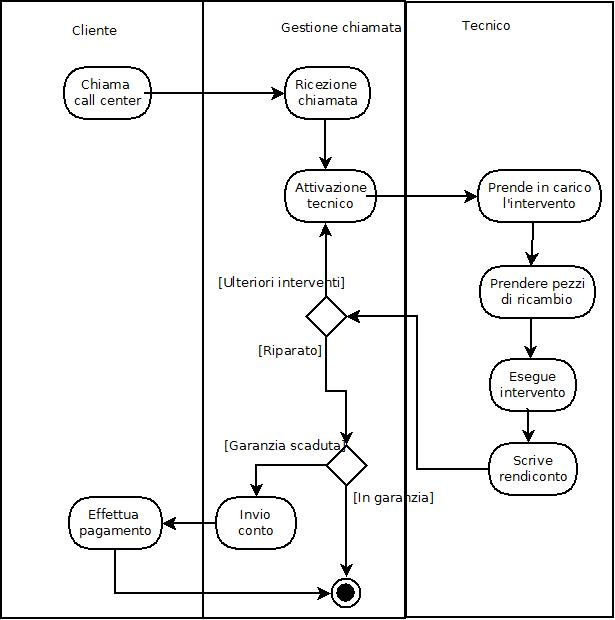 Cliente
Gestione chiamata
Tecnico
Chiama
call center
Ricezione
chiamata
Attivazione
tecnico
Prende in carico
l'intervento
[Ulteriori interventi]
Prendere pezzi
di ricambio
[Riparato]
Esegue
intervento
[Garanzia scaduta]
Scrive
rendiconto
[In garanzia]
Effettua
pagamento
Invio
conto